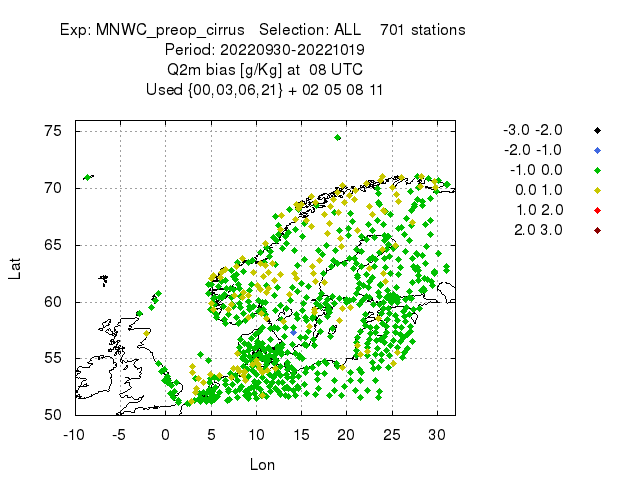 Exp: MNWC_preop_cirrus   Selection: ALL    701 stations
Period: 20220930-20221019
Q2m bias [g/Kg] at  08 UTC
Used {00,03,06,21} + 02 05 08 11
-3.0 -2.0
-2.0 -1.0
-1.0 0.0
0.0 1.0
1.0 2.0
2.0 3.0
Lat
75
70
65
60
55
50
-10 -5 0 5 10 15 20 25 30
Lon